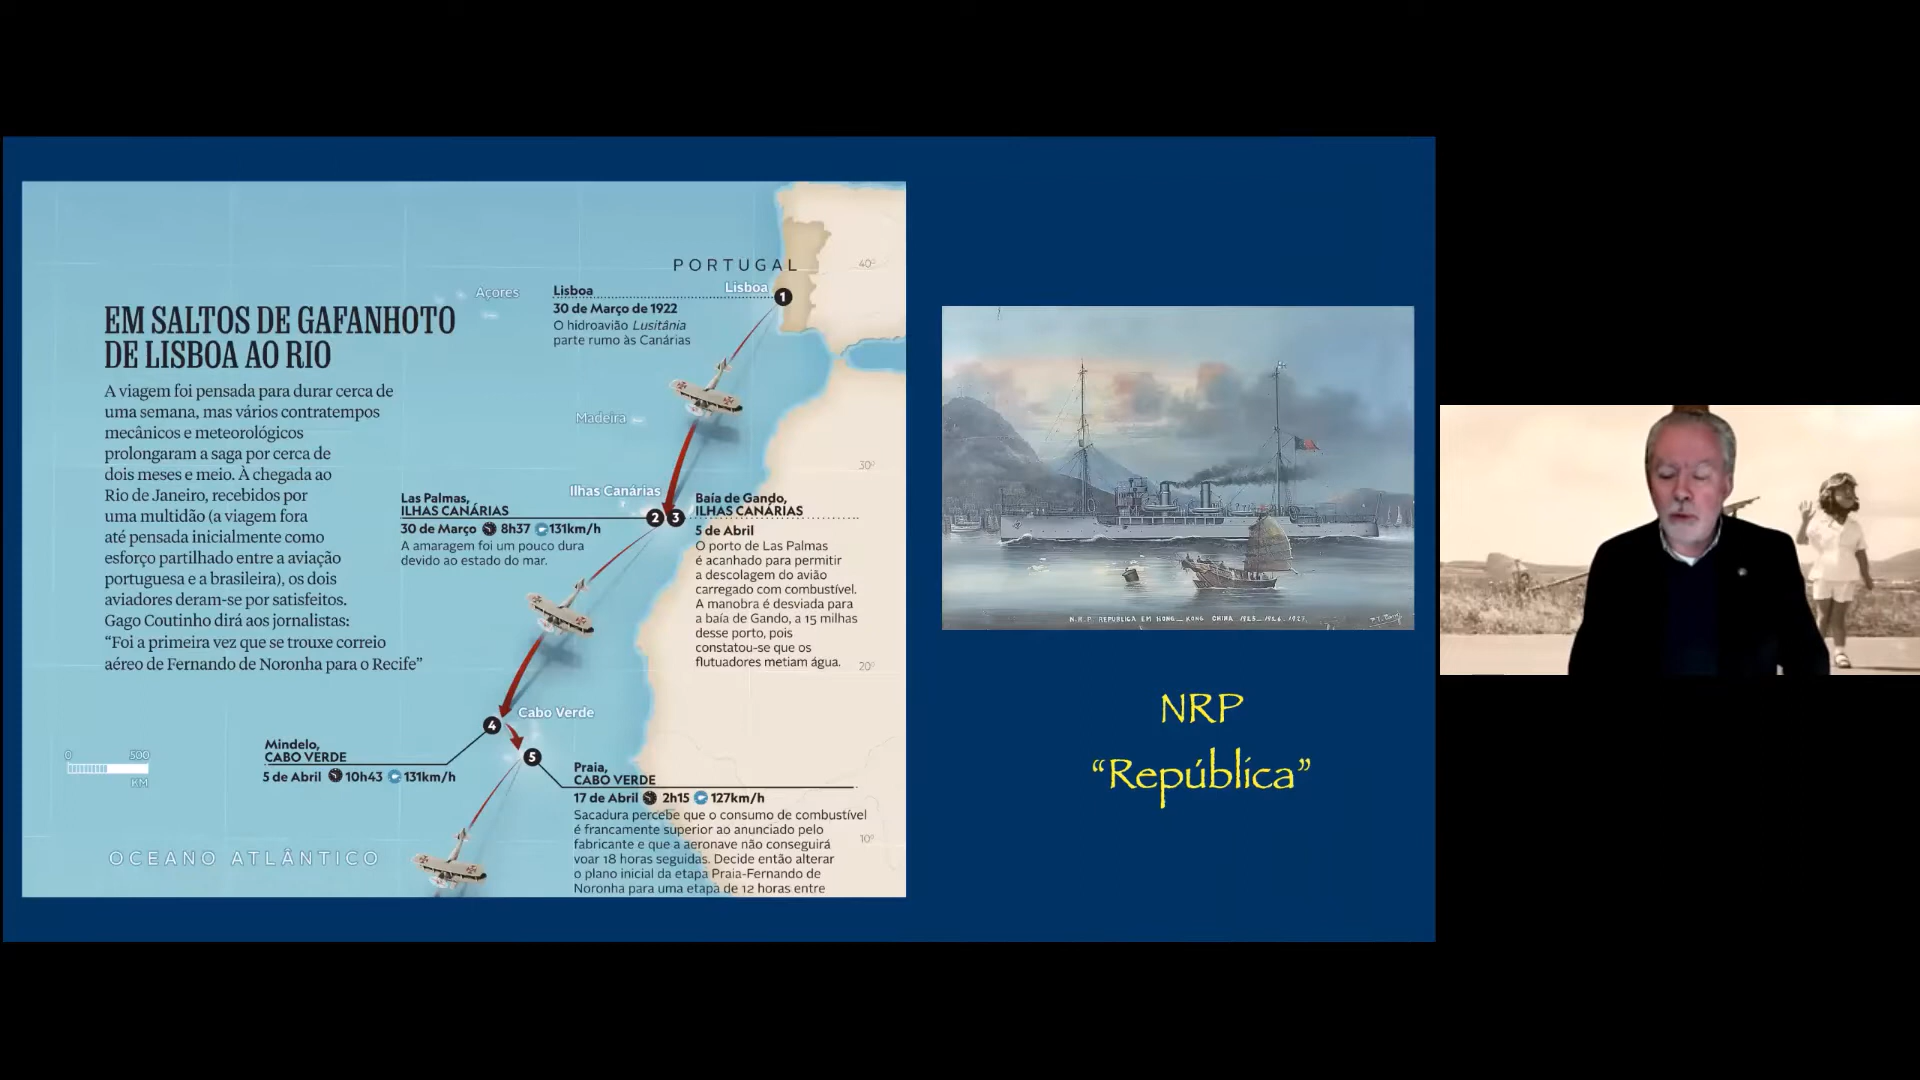 PORTUGAL
40°
Açores
Lisboa
Lisboa
1
30 de Março de 1922
O hidroavião Lusitânia
parte rumo às Canárias
EM SALTOS DE GAFANHOTO
DE LISBOA AO RIO
A viagem foi pensada para durar cerca de
uma semana, mas vários contratempos
mecânicos e meteorológicos
prolongaram a saga por cerca de
dois meses e meio. À chegada ao
Rio de Janeiro, recebidos por
uma multidão (a viagem fora
até pensada inicialmente como
esforço partilhado entre a aviação
portuguesa e a brasileira), os dois
aviadores deram-se por satisfeitos.
Gago Coutinho dirá aos jornalistas:
“Foi a primeira vez que se trouxe correio
aéreo de Fernando de Noronha para o Recife”
Madeira
30°
Ilhas Canárias
2 3
Las Palmas,
ILHAS CANÁRIAS
30 de Março 8h37 131km/h
A amaragem foi um pouco dura
devido ao estado do mar.
Baía de Gando,
ILHAS CANÁRIAS
5 de Abril
O porto de Las Palmas
é acanhado para permitir
a descolagem do avião
carregado com combustível.
A manobra é desviada para
a baía de Gando, a 15 milhas
desse porto, pois
constatou-se que os
flutuadores metiam água.
20°
Cabo Verde
4
5
Mindelo,
CABO VERDE
5 de Abril 10h43 131km/h
0 500
KM
Praia,
CABO VERDE
17 de Abril 2h15 127km/h
Sacadura percebe que o consumo de combustível
é francamente superior ao anunciado pelo
fabricante e que a aeronave não conseguirá
voar 18 horas seguidas. Decide então alterar
o plano inicial da etapa Praia-Fernando de
Noronha para uma etapa de 12 horas entre
10°
OCEANO ATLÂNTICO
N.R.P. REPUBLICA EM HONG_KONG CHINA 1925_1926_1927
NRP
“República”